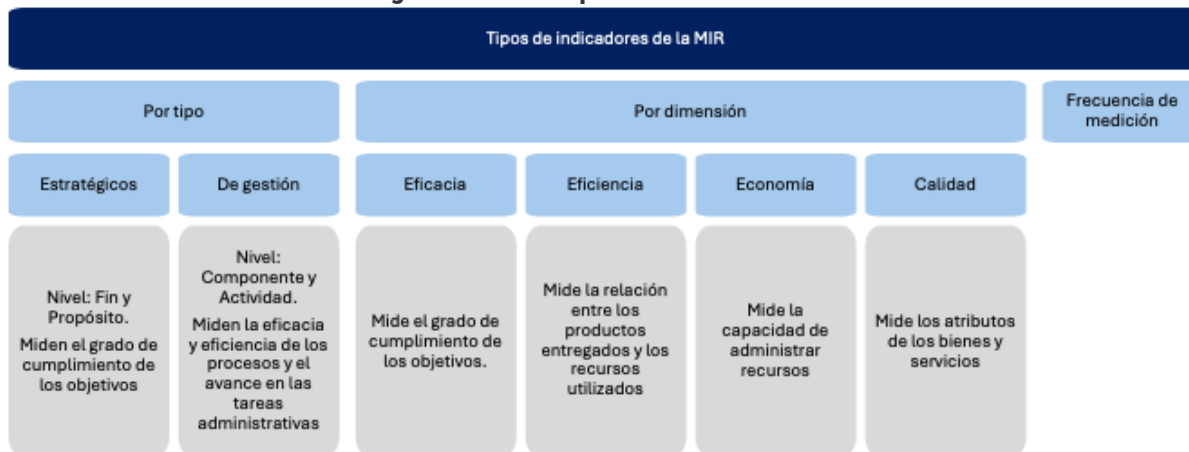 Tipos de indicadores de la MIR
Por tipo
Por dimensión
Frecuencia de
medición
Estratégicos
De gestión
Eficacia
Eficiencia
Economía
Calidad
Nivel: Fin y
Propósito.
Miden el grado de
cumplimiento de
los objetivos
Nivel:
Componente y
Actividad.
Miden la eficacia
y eficiencia de los
procesos y el
avance en las
tareas
administrativas
Mide el grado de
cumplimiento de
los objetivos.
Mide la relación
entre los
productos
entregados y los
recursos
utilizados
Mide la
capacidad de
administrar
recursos
Mide los atributos
de los bienes y
servicios